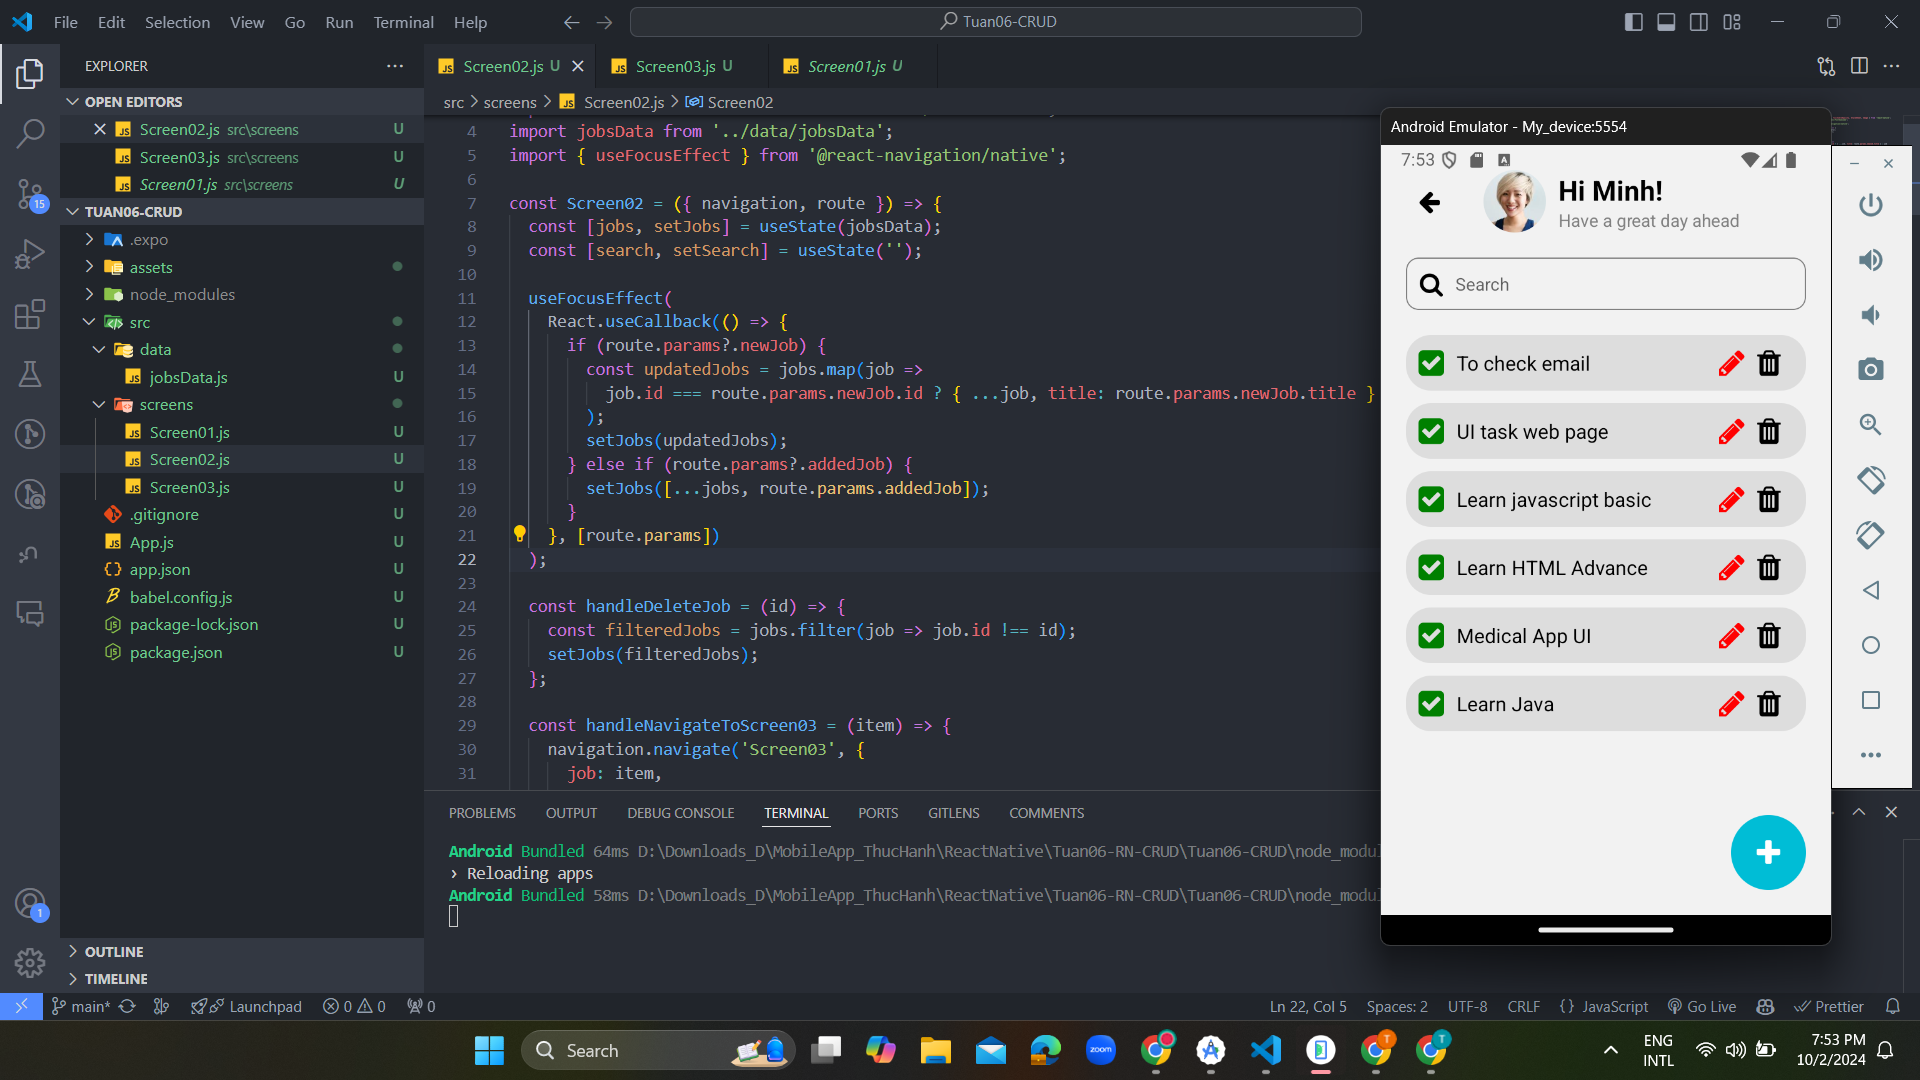 File Edit Selection View Go Run Terminal Help
Tuan06-CRUD
EXPLORER
OPEN EDITORS
Screen02.js src\screens U
Screen03.js src\screens U
Screen01.js src\screens U
TUAN06-CRUD
.expo
assets
node_modules
src
data
jobsData.js U
screens
Screen01.js U
Screen02.js U
Screen03.js U
.gitignore U
App.js U
app.json U
babel.config.js U
package-lock.json U
package.json U
OUTLINE
TIMELINE
15
1
Screen02.js U
Screen03.js U
Screen01.js U
src > screens > Screen02.js > Screen02
4 import jobsData from '../data/jobsData';
5 import { useFocusEffect } from '@react-navigation/native';
6
7 const Screen02 = ({ navigation, route }) => {
8 const [jobs, setJobs] = useState(jobsData);
9 const [search, setSearch] = useState('');
10
11 useFocusEffect(
12 React.useCallback(() => {
13 if (route.params?.newJob) {
14 const updatedJobs = jobs.map(job =>
15 job.id === route.params.newJob.id ? { ...job, title: route.params.newJob.title }
16 );
17 setJobs(updatedJobs);
18 } else if (route.params?.addedJob) {
19 setJobs([...jobs, route.params.addedJob]);
20 }
21 }, [route.params])
22 );
23
24 const handleDeleteJob = (id) => {
25 const filteredJobs = jobs.filter(job => job.id !== id);
26 setJobs(filteredJobs);
27 };
28
29 const handleNavigateToScreen03 = (item) => {
30 navigation.navigate('Screen03', {
31 job: item,
PROBLEMS OUTPUT DEBUG CONSOLE TERMINAL PORTS GITLENS COMMENTS
Android Bundled 64ms D:\Downloads_D\MobileApp_ThucHanh\ReactNative\Tuan06-RN-CRUD\Tuan06-CRUD\node_modul
› Reloading apps
Android Bundled 58ms D:\Downloads_D\MobileApp_ThucHanh\ReactNative\Tuan06-RN-CRUD\Tuan06-CRUD\node_modul
Android Emulator - My_device:5554
7:53
Hi Minh!
Have a great day ahead
Search
To check email
UI task web page
Learn javascript basic
Learn HTML Advance
Medical App UI
Learn Java
main* Launchpad 0 0 0
Ln 22, Col 5 Spaces: 2 UTF-8 CRLF {} JavaScript Go Live Prettier
Search
zoom
T
T
ENG
INTL
7:53 PM
10/2/2024